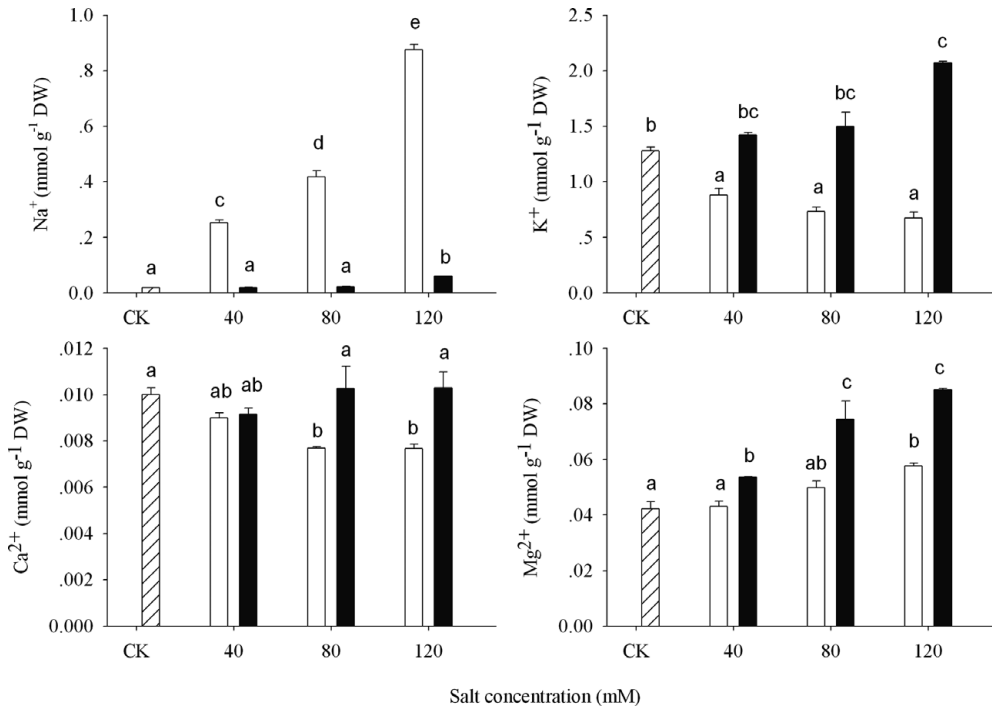 Na⁺ (mmol g⁻¹ DW)
1.0
.8
.6
.4
.2
0.0
a
c
a
d
a
e
b
CK 40 80 120
K⁺ (mmol g⁻¹ DW)
2.5
2.0
1.5
1.0
.5
0.0
b
a
bc
a
bc
a
c
CK 40 80 120
Ca²⁺ (mmol g⁻¹ DW)
.012
.010
.008
.006
.004
.002
0.000
a
ab
ab
b
a
b
a
CK 40 80 120
Mg²⁺ (mmol g⁻¹ DW)
.10
.08
.06
.04
.02
0.00
a
a
b
ab
c
b
c
CK 40 80 120
Salt concentration (mM)